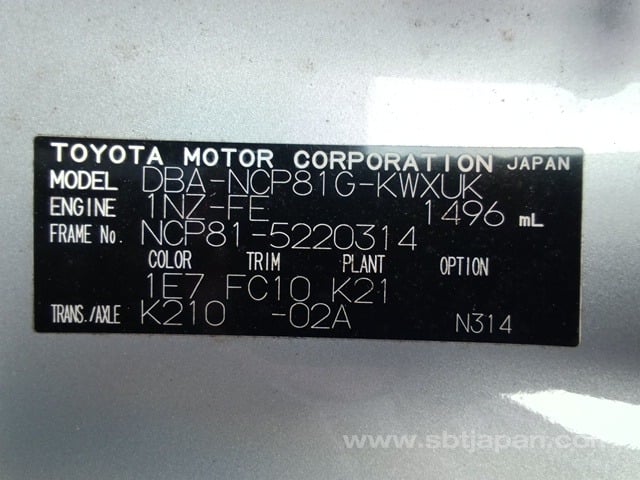 TOYOTA MOTOR CORPORATION JAPAN
MODEL DBA-NCP81G-KWXUK
ENGINE 1NZ-FE 1496 mL
FRAME No. NCP81-5220314
COLOR TRIM PLANT OPTION
1E7 FC10 K21
TRANS./AXLE K210 -02A N314
www.sbtjapan.com